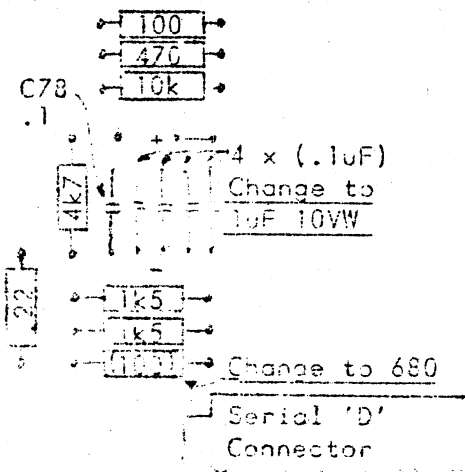 100
470
10k
C78
.1
4k7
+
4 x (.1uF)
Change to
1uF 10VW
22
-
1k5
1k5
Change to 680
Serial 'D'
Connector